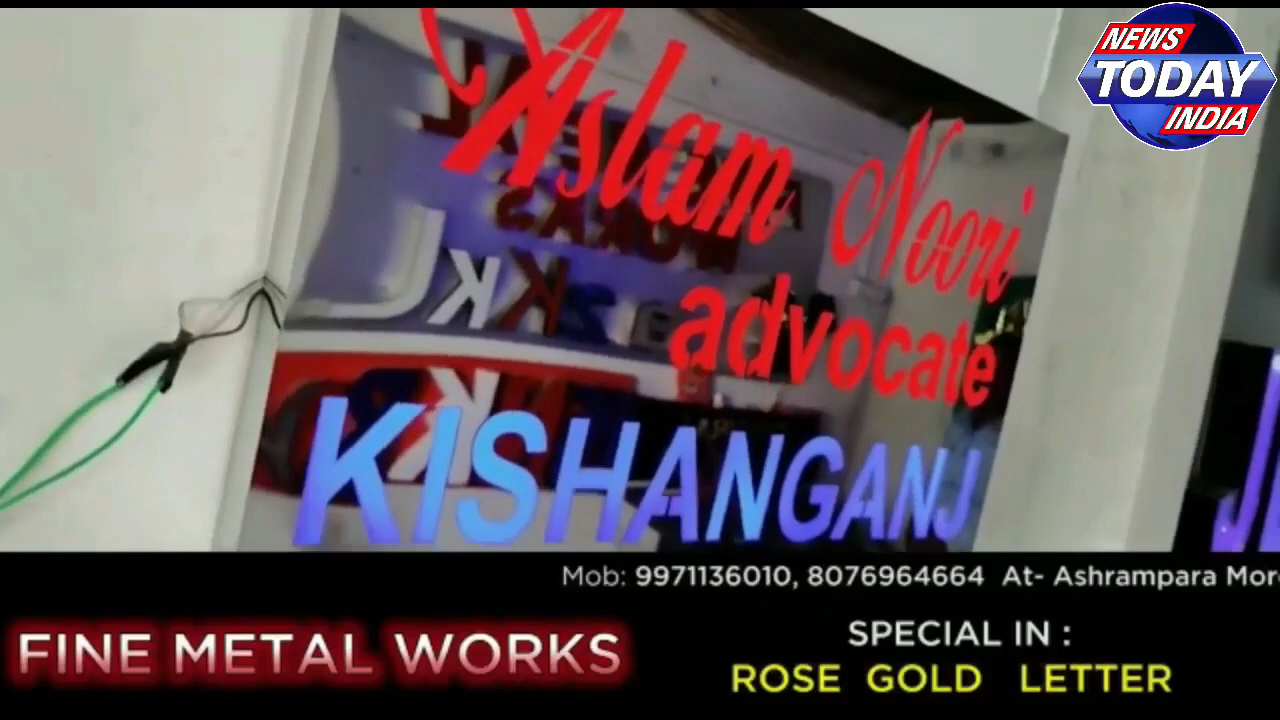 NEWS
TODAY
INDIA
Aslam Noori
advocate
KISHANGANJ
Mob: 9971136010, 8076964664 At- Ashrampara Mor
FINE METAL WORKS
SPECIAL IN :
ROSE GOLD LETTER